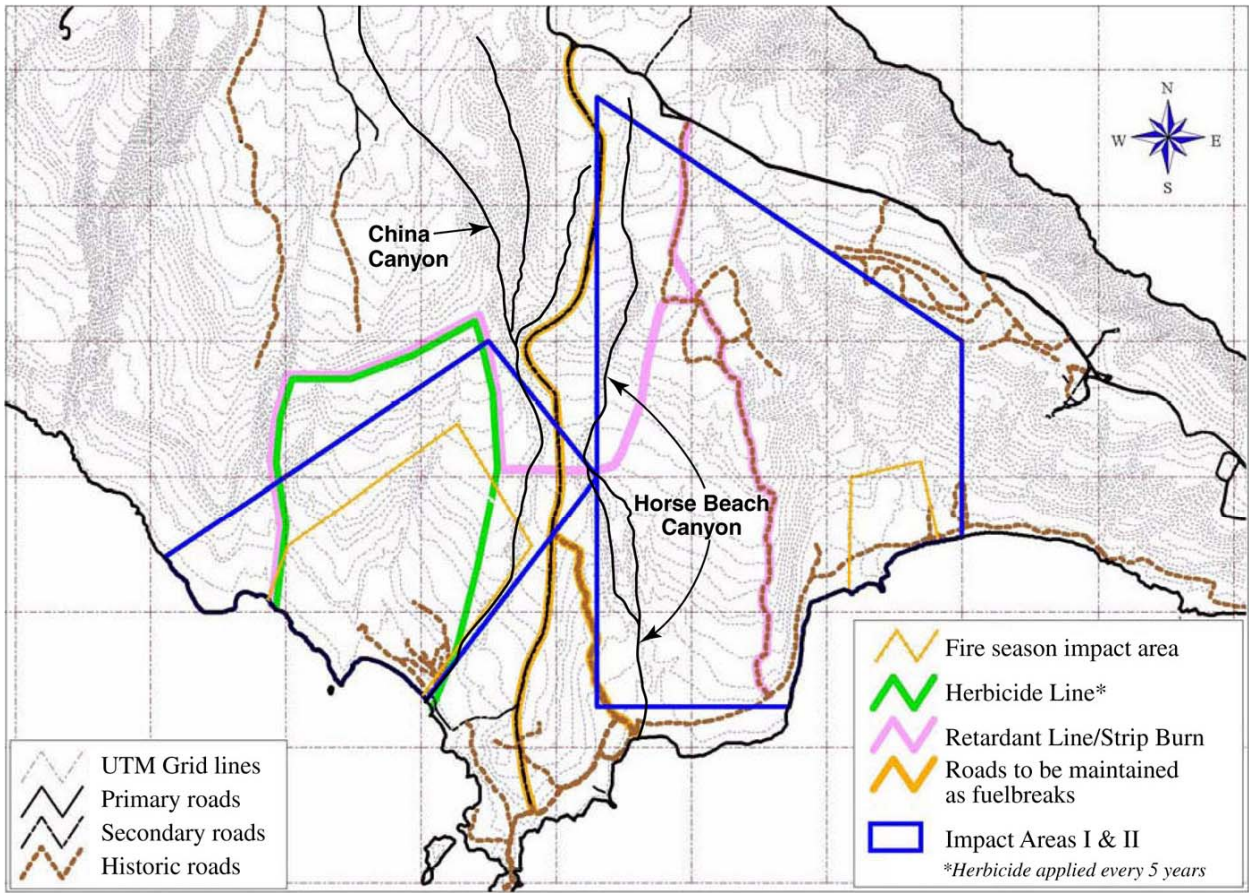 N
W E
S
China
Canyon
Horse Beach
Canyon
UTM Grid lines
Primary roads
Secondary roads
Historic roads
Fire season impact area
Herbicide Line*
Retardant Line/Strip Burn
Roads to be maintained
as fuelbreaks
Impact Areas I & II
*Herbicide applied every 5 years